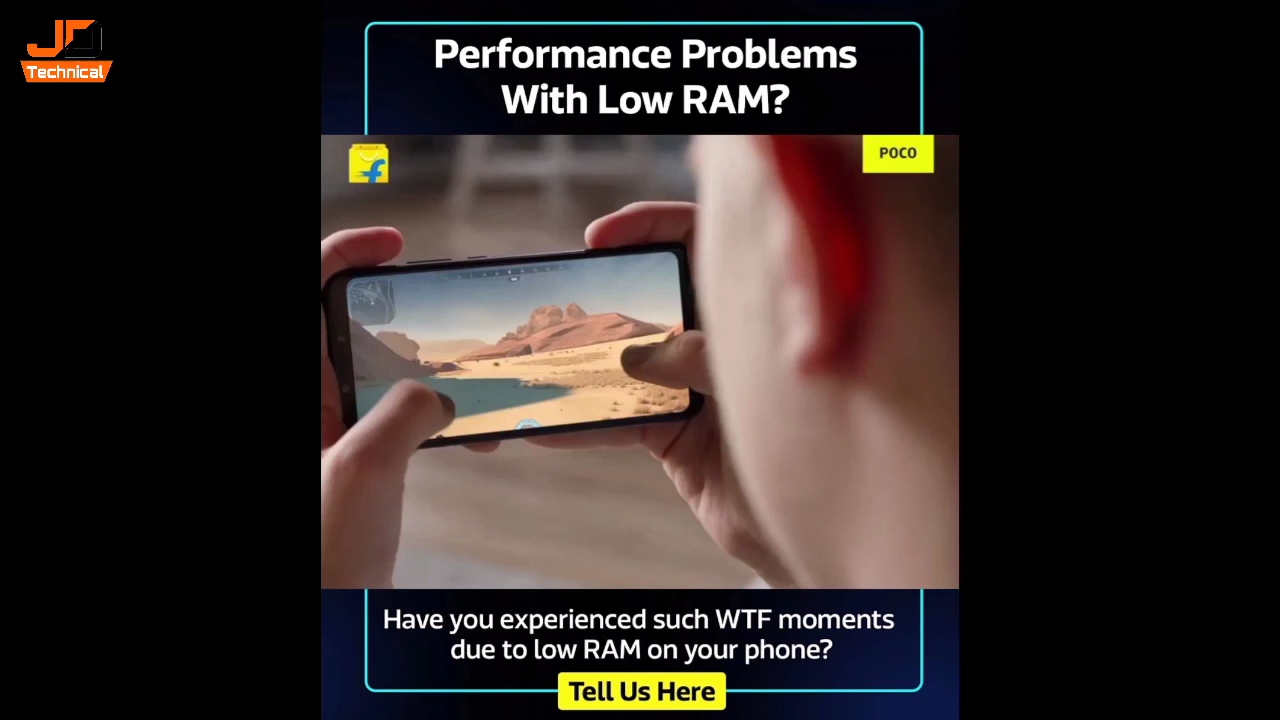 JD
Technical
Performance Problems
With Low RAM?
POCO
Have you experienced such WTF moments
due to low RAM on your phone?
Tell Us Here